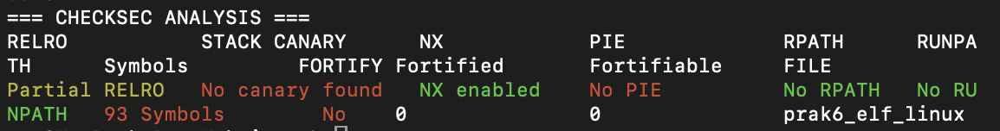 === CHECKSEC ANALYSIS ===
RELRO           STACK CANARY      NX            PIE             RPATH      RUNPA
TH      Symbols         FORTIFY Fortified       Fortifiable     FILE
Partial RELRO   No canary found   NX enabled    No PIE          No RPATH   No RU
NPATH   93 Symbols        No    0               0               prak6_elf_linux